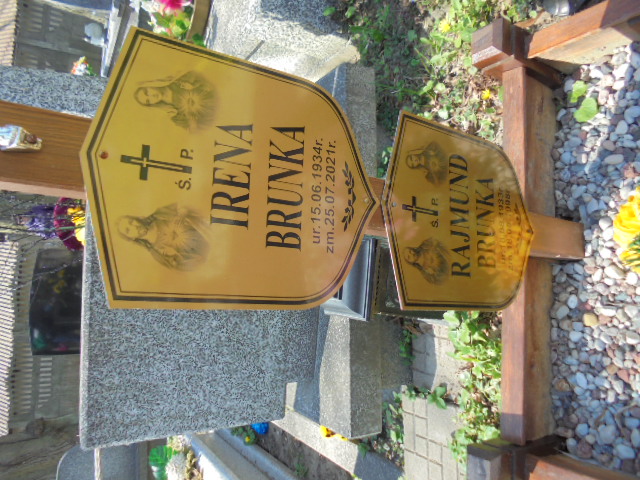 Ś. P.
IRENA
BRUNKA
ur.15.06.1934r.
zm.25.07.2021r.
Ś. P.
RAJMUND
BRUNKA